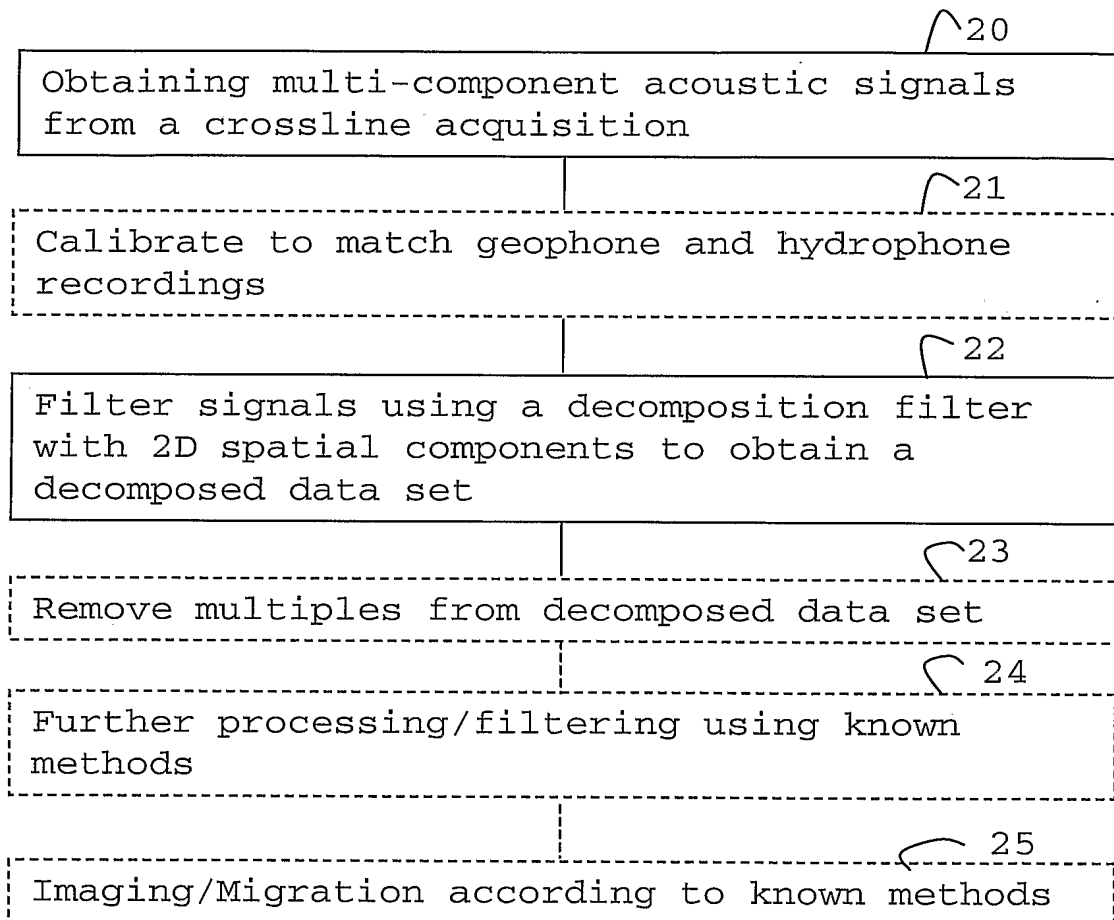 20
Obtaining multi-component acoustic signals
from a crossline acquisition
21
Calibrate to match geophone and hydrophone
recordings
22
Filter signals using a decomposition filter
with 2D spatial components to obtain a
decomposed data set
23
Remove multiples from decomposed data set
24
Further processing/filtering using known
methods
25
Imaging/Migration according to known methods